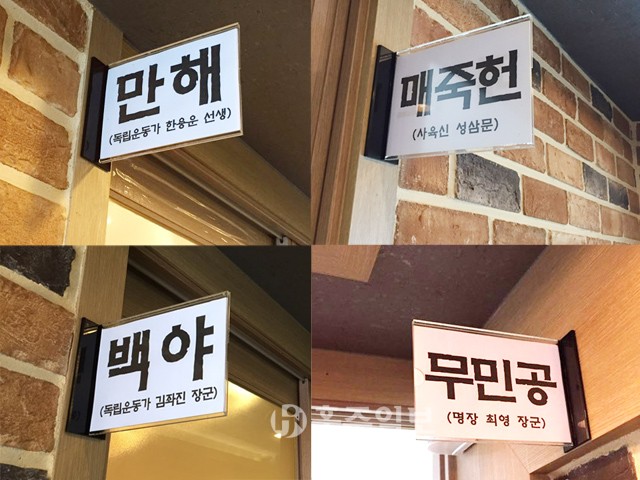 만해
(독립운동가 한용운 선생)
매죽헌
(사육신 성삼문)
백야
(독립운동가 김좌진 장군)
무민공
(명장 최영 장군)